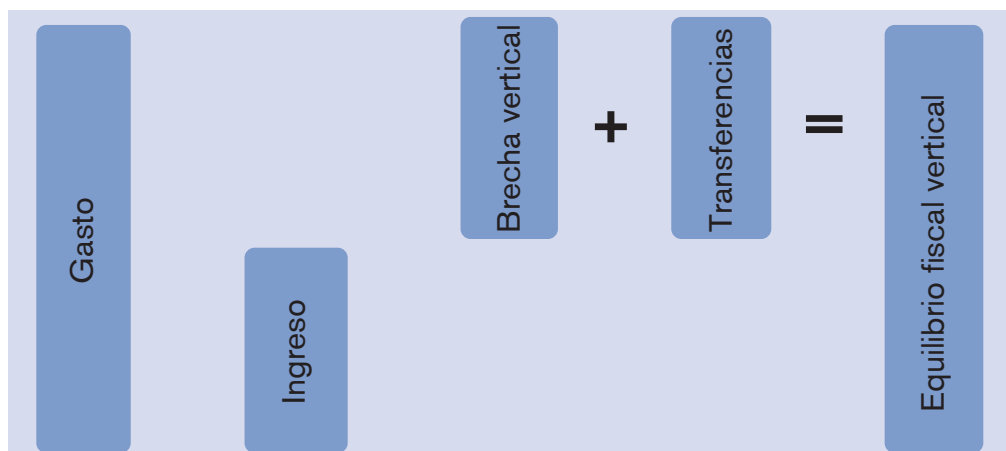 Gasto
Ingreso
Brecha vertical
+
Transferencias
=
Equilibrio fiscal vertical